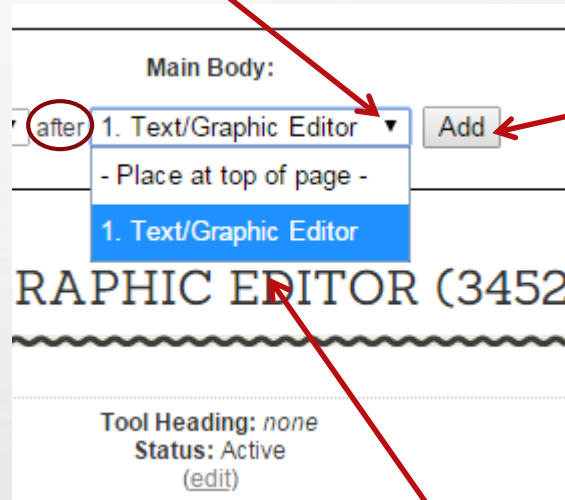 Main Body:
after 1. Text/Graphic Editor Add
- Place at top of page -
1. Text/Graphic Editor
RAPHIC EDITOR (3452
Tool Heading: none
Status: Active
(edit)